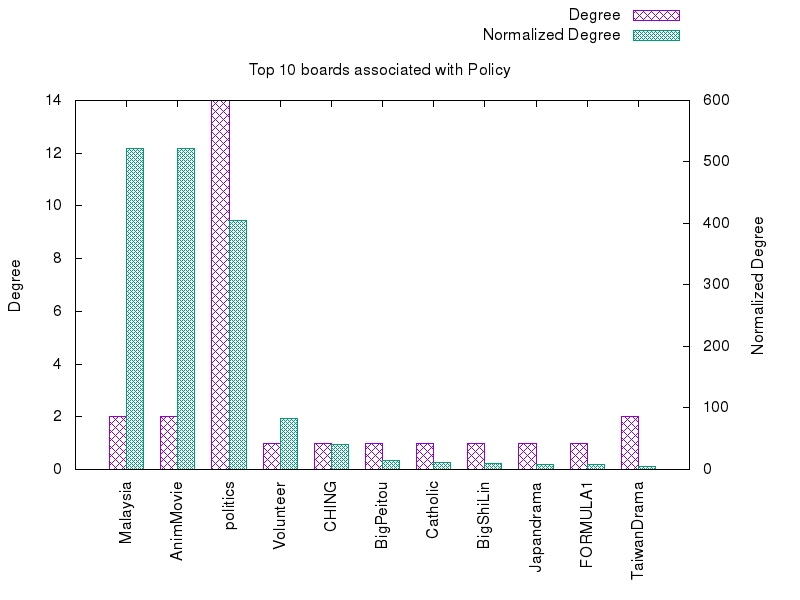 Degree
Normalized Degree
Top 10 boards associated with Policy
14
12
10
8
6
4
2
0
600
500
400
300
200
100
0
Degree
Normalized Degree
Malaysia
AnimMovie
politics
Volunteer
CHING
BigPeitou
Catholic
BigShiLin
Japandrama
FORMULA1
TaiwanDrama